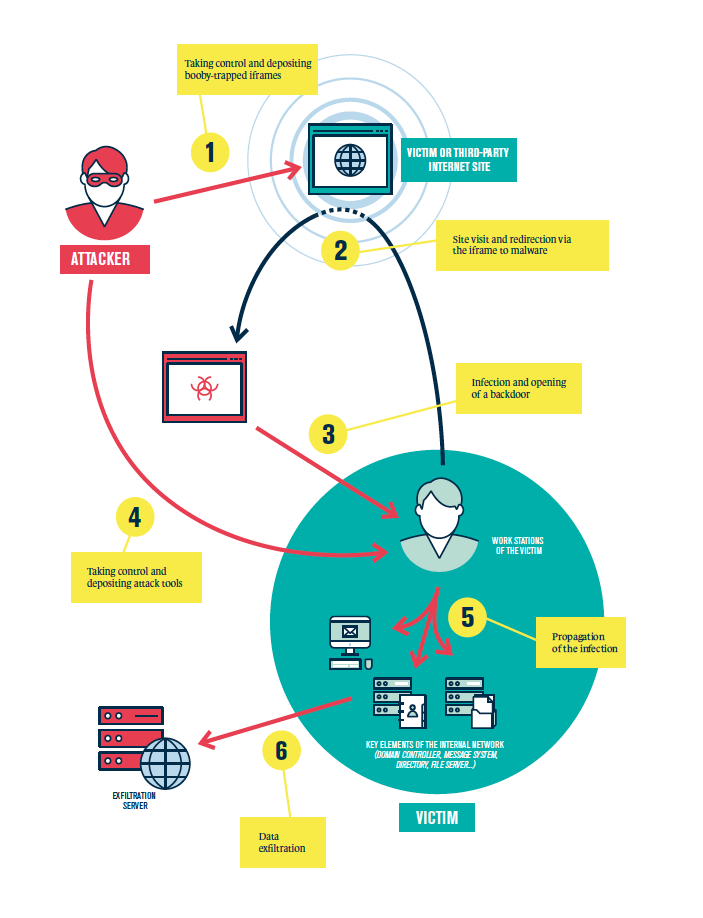 Taking control and depositing
booby-trapped iframes
1
VICTIM OR THIRD-PARTY
INTERNET SITE
ATTACKER
2
Site visit and redirection via
the iframe to malware
Infection and opening
of a backdoor
3
4
Taking control and
depositing attack tools
WORK STATIONS
OF THE VICTIM
5
Propagation
of the infection
KEY ELEMENTS OF THE INTERNAL NETWORK
(DOMAIN CONTROLLER, MESSAGE SYSTEM,
DIRECTORY, FILE SERVER...)
6
EXFILTRATION
SERVER
VICTIM
Data
exfiltration